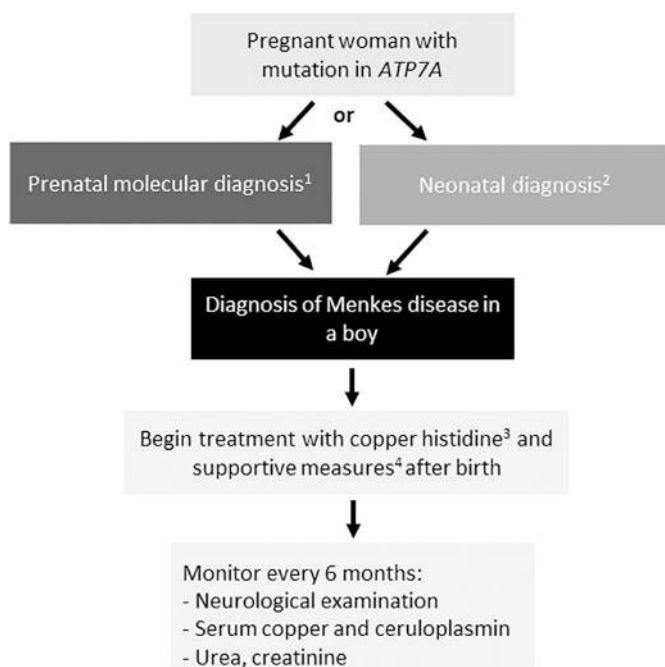 Pregnant woman with
mutation in ATP7A
or
Prenatal molecular diagnosis¹
Neonatal diagnosis²
Diagnosis of Menkes disease in
a boy
Begin treatment with copper histidine³ and
supportive measures⁴ after birth
Monitor every 6 months:
- Neurological examination
- Serum copper and ceruloplasmin
- Urea, creatinine